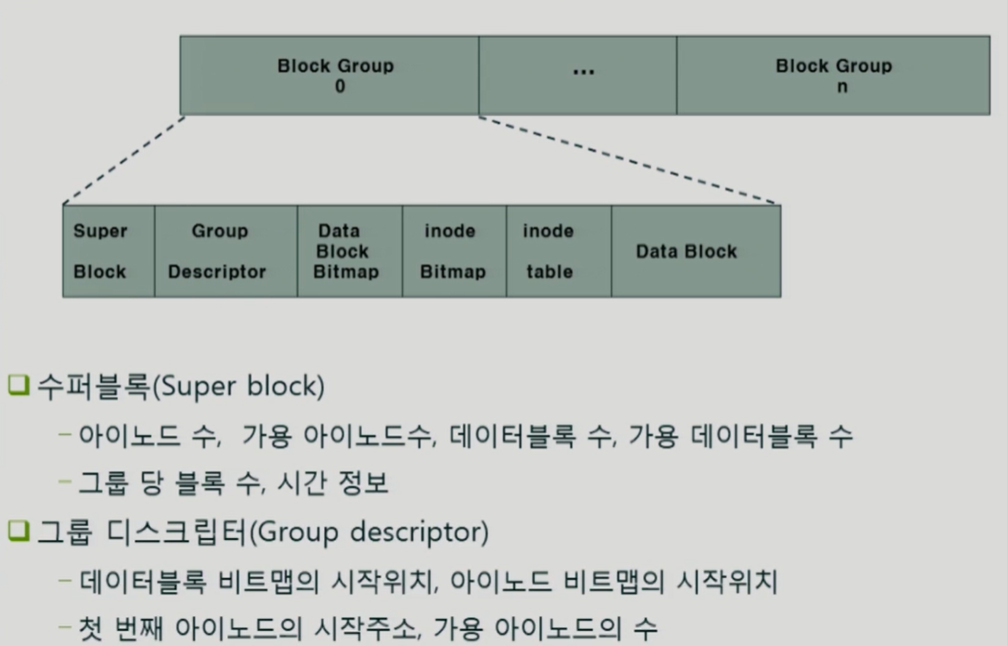 Block Group
0
...
Block Group
n
Super
Block
Group
Descriptor
Data
Block
Bitmap
inode
Bitmap
inode
table
Data Block
수퍼블록(Super block)
– 아이노드 수, 가용 아이노드수, 데이터블록 수, 가용 데이터블록 수
– 그룹 당 블록 수, 시간 정보
그룹 디스크립터(Group descriptor)
– 데이터블록 비트맵의 시작위치, 아이노드 비트맵의 시작위치
– 첫 번째 아이노드의 시작주소, 가용 아이노드의 수